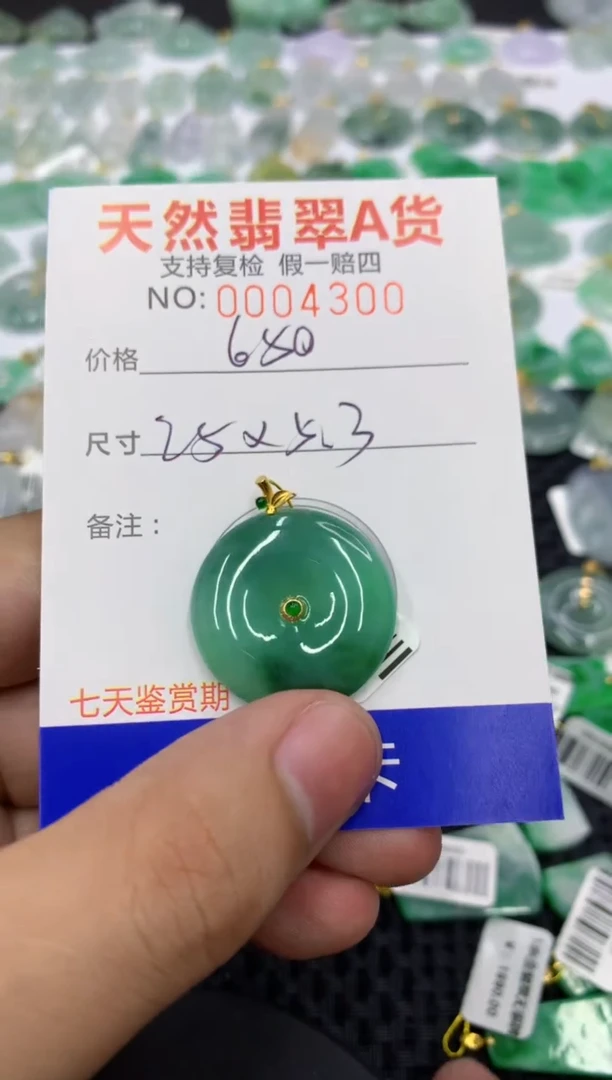 天然翡翠A货
支持复检 假一赔四
NO: 0004300
价格 680
尺寸 25x5.3
备注：
七天鉴赏期